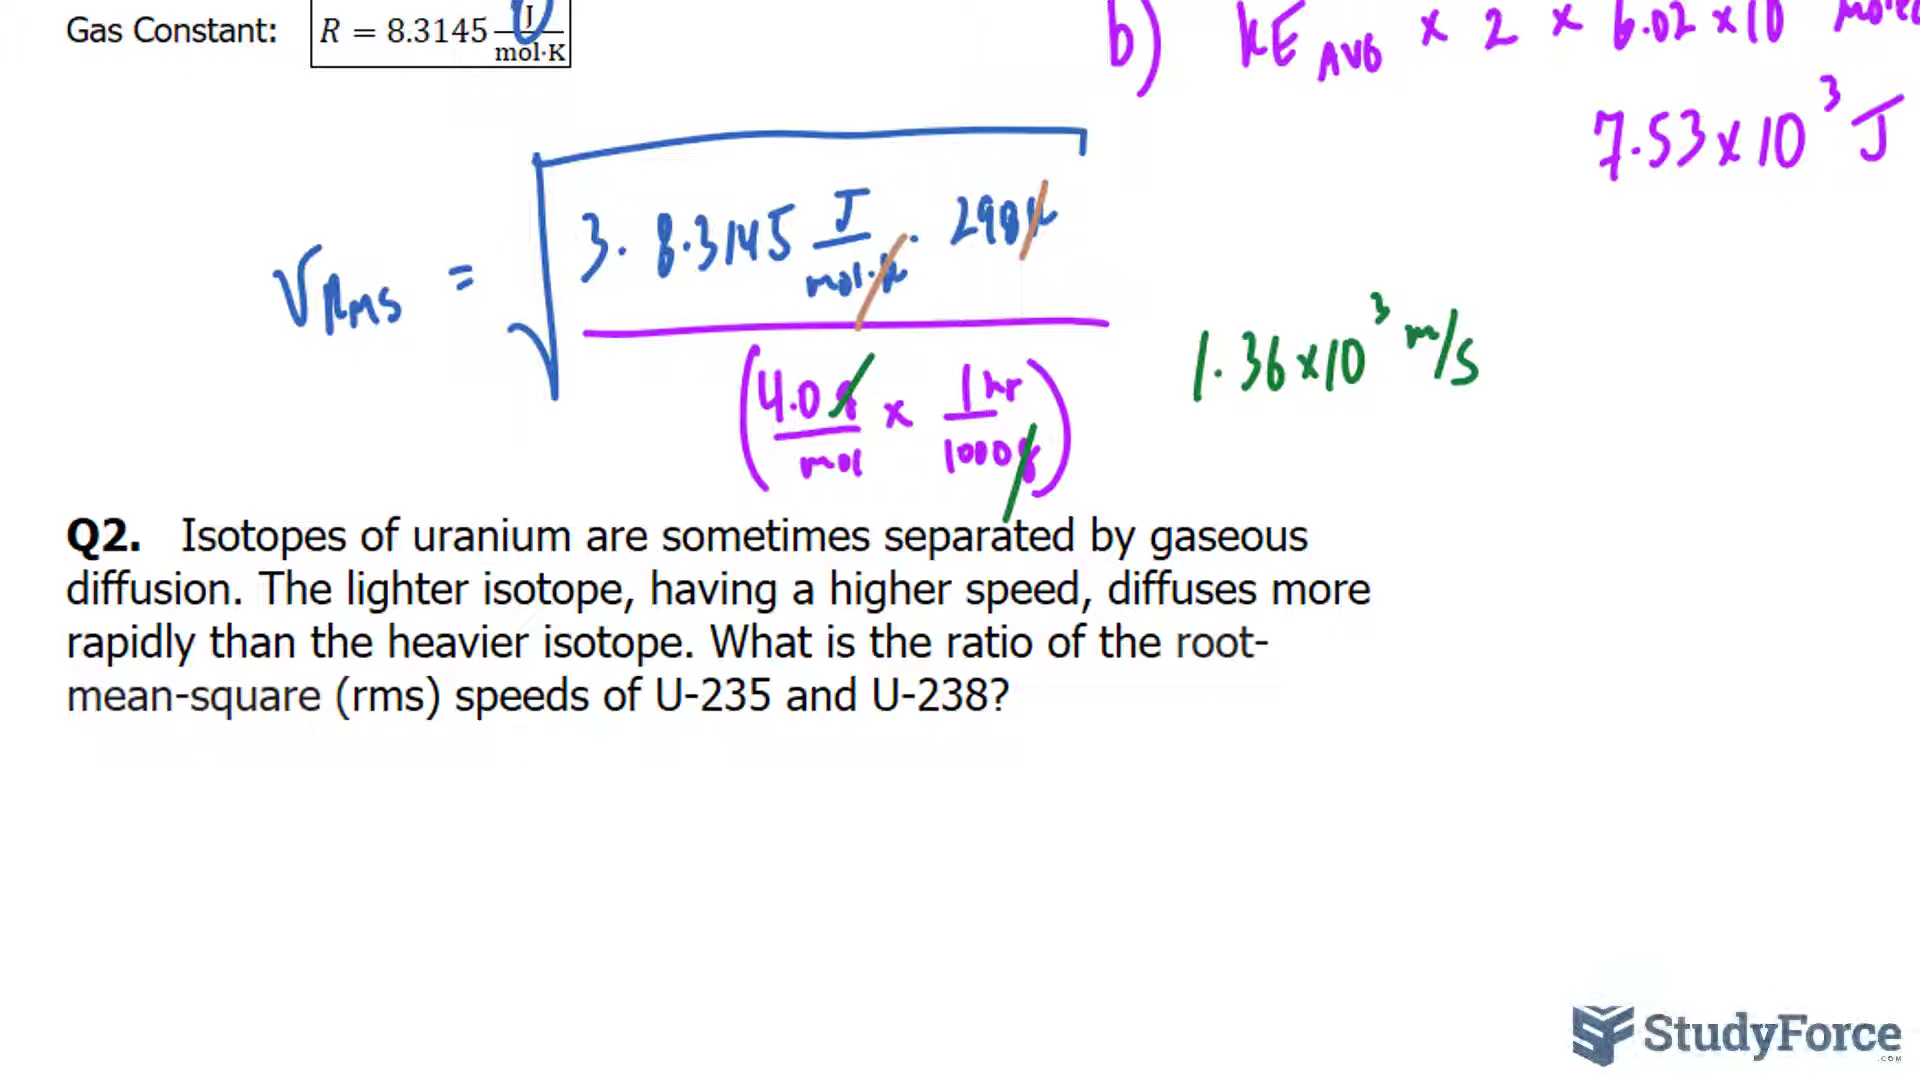 Gas Constant: R = 8.3145 J/mol·K
b) KE AVG × 2 × 6.02 × 10
7.53 × 10³ J
VRMS = √ 3 · 8.3145 J/mol·K · 298K
(4.0 g/mol × 1 kg/1000g)
1.36 × 10³ m/s
Q2. Isotopes of uranium are sometimes separated by gaseous
diffusion. The lighter isotope, having a higher speed, diffuses more
rapidly than the heavier isotope. What is the ratio of the root-
mean-square (rms) speeds of U-235 and U-238?
StudyForce
.COM